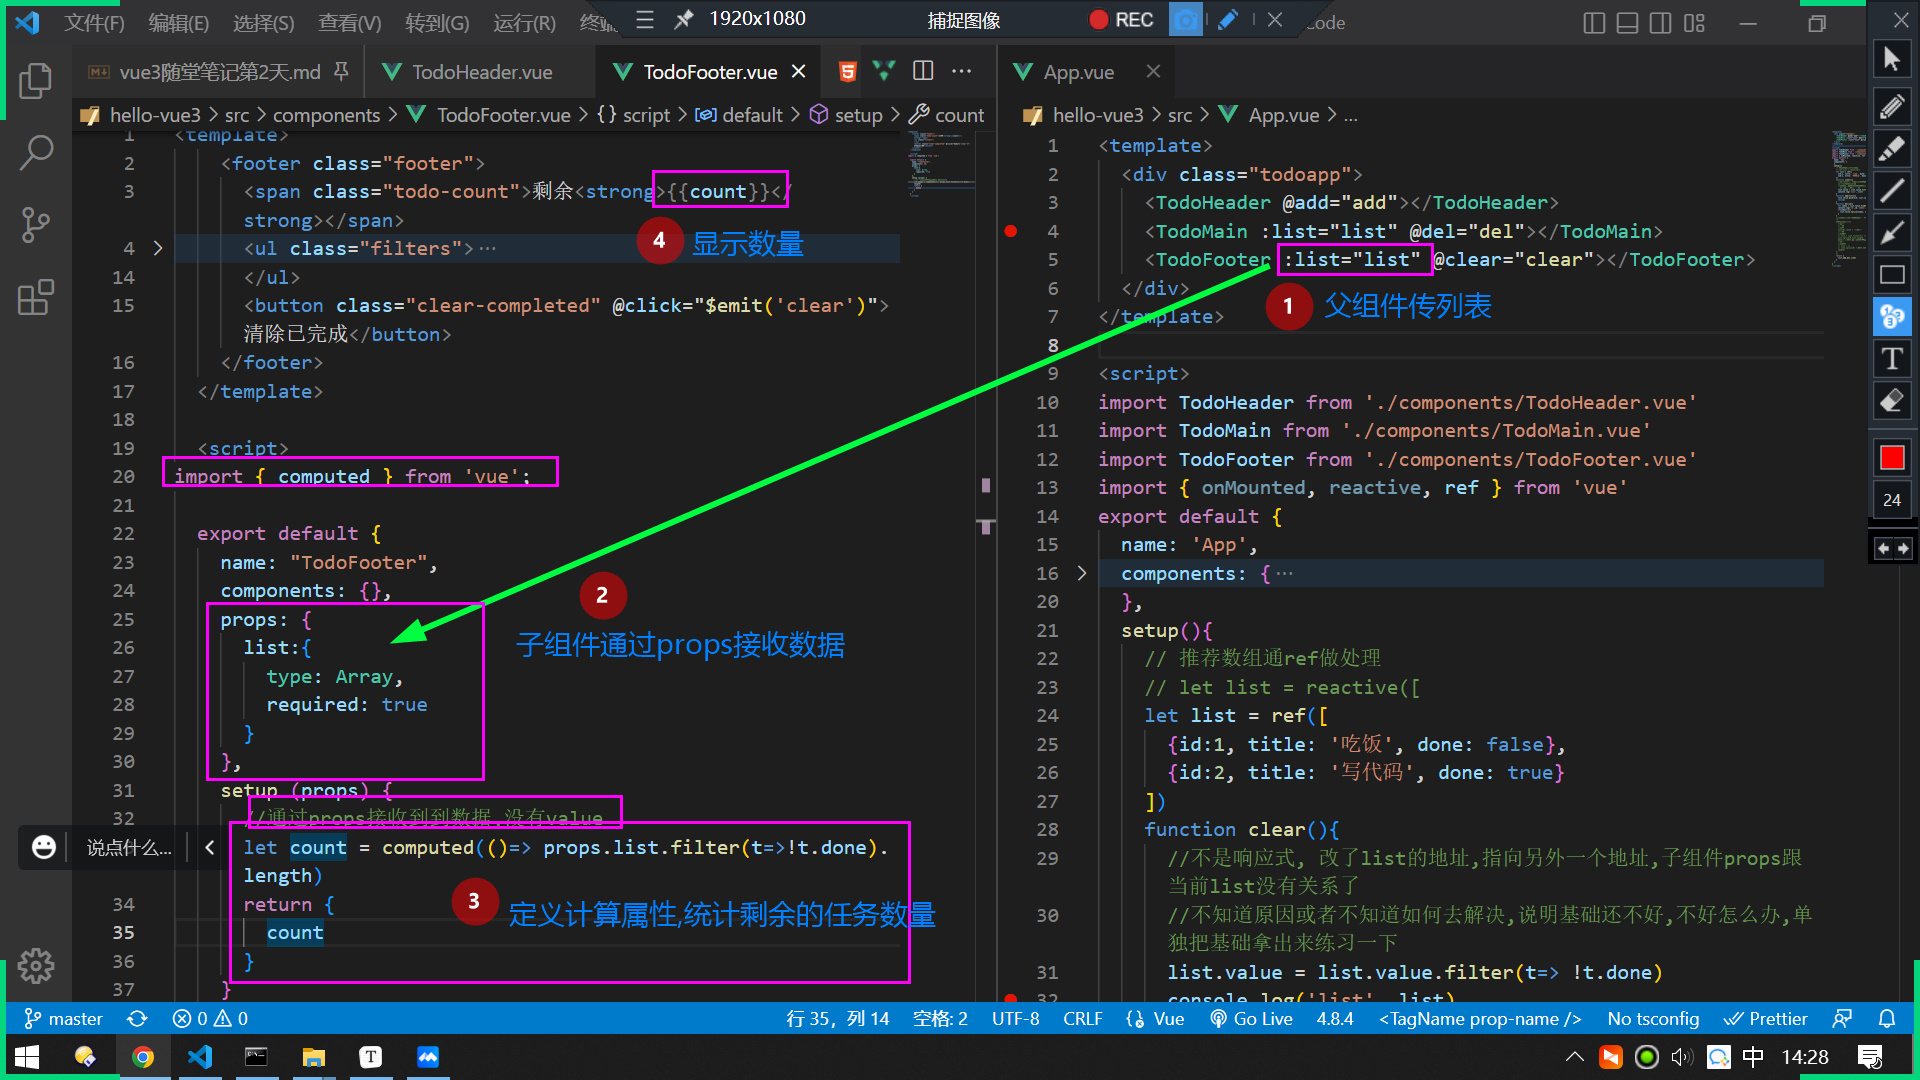 文件(F) 编辑(E) 选择(S) 查看(V) 转到(G) 运行(R) 终端
1920x1080 捕捉图像 REC
Code
vue3随堂笔记第2天.md TodoHeader.vue TodoFooter.vue
hello-vue3 > src > components > TodoFooter.vue > {} script > default > setup > count
1 <template>
2 <footer class="footer">
3 <span class="todo-count">剩余<strong>{{count}}</
strong></span>
4 <ul class="filters">…
14 </ul>
15 <button class="clear-completed" @click="$emit('clear')">
清除已完成</button>
16 </footer>
17 </template>
18
19 <script>
20 import { computed } from 'vue';
21
22 export default {
23 name: "TodoFooter",
24 components: {},
25 props: {
26 list:{
27 type: Array,
28 required: true
29 }
30 },
31 setup (props) {
32 //通过props接收到到数据,没有value
let count = computed(()=> props.list.filter(t=>!t.done).
length)
34 return {
35 count
36 }
37 }
4 显示数量
2 子组件通过props接收数据
3 定义计算属性,统计剩余的任务数量
说点什么...
App.vue
hello-vue3 > src > App.vue > ...
1 <template>
2 <div class="todoapp">
3 <TodoHeader @add="add"></TodoHeader>
4 <TodoMain :list="list" @del="del"></TodoMain>
5 <TodoFooter :list="list" @clear="clear"></TodoFooter>
6 </div>
7 </template>
8
9 <script>
10 import TodoHeader from './components/TodoHeader.vue'
11 import TodoMain from './components/TodoMain.vue'
12 import TodoFooter from './components/TodoFooter.vue'
13 import { onMounted, reactive, ref } from 'vue'
14 export default {
15 name: 'App',
16 components: {…
20 },
21 setup(){
22 // 推荐数组通ref做处理
23 // let list = reactive([
24 let list = ref([
25 {id:1, title: '吃饭', done: false},
26 {id:2, title: '写代码', done: true}
27 ])
28 function clear(){
29 //不是响应式, 改了list的地址,指向另外一个地址,子组件props跟
当前list没有关系了
30 //不知道原因或者不知道如何去解决,说明基础还不好,不好怎么办,单
独把基础拿出来练习一下
31 list.value = list.value.filter(t=> !t.done)
32 console.log('list', list)
1 父组件传列表
T
24
master 0 0 行 35, 列 14 空格: 2 UTF-8 CRLF Vue Go Live 4.8.4 <TagName prop-name /> No tsconfig Prettier
T 中 14:28